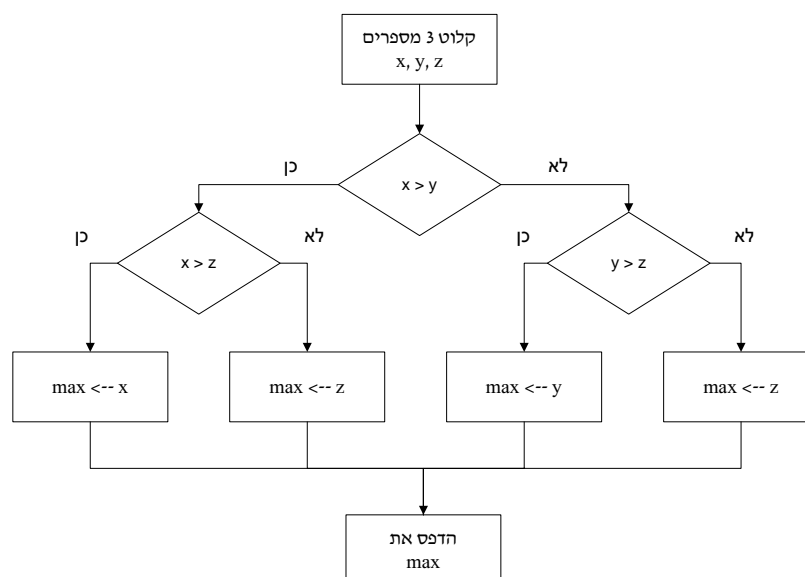 קלוט 3 מספרים
x, y, z
x > y
כן
לא
x > z
כן
לא
y > z
כן
לא
max <-- x
max <-- z
max <-- y
max <-- z
הדפס את
max